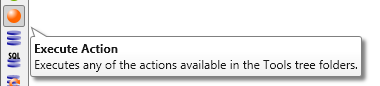 Execute Action
SQL
Executes any of the actions available in the Tools tree folders.